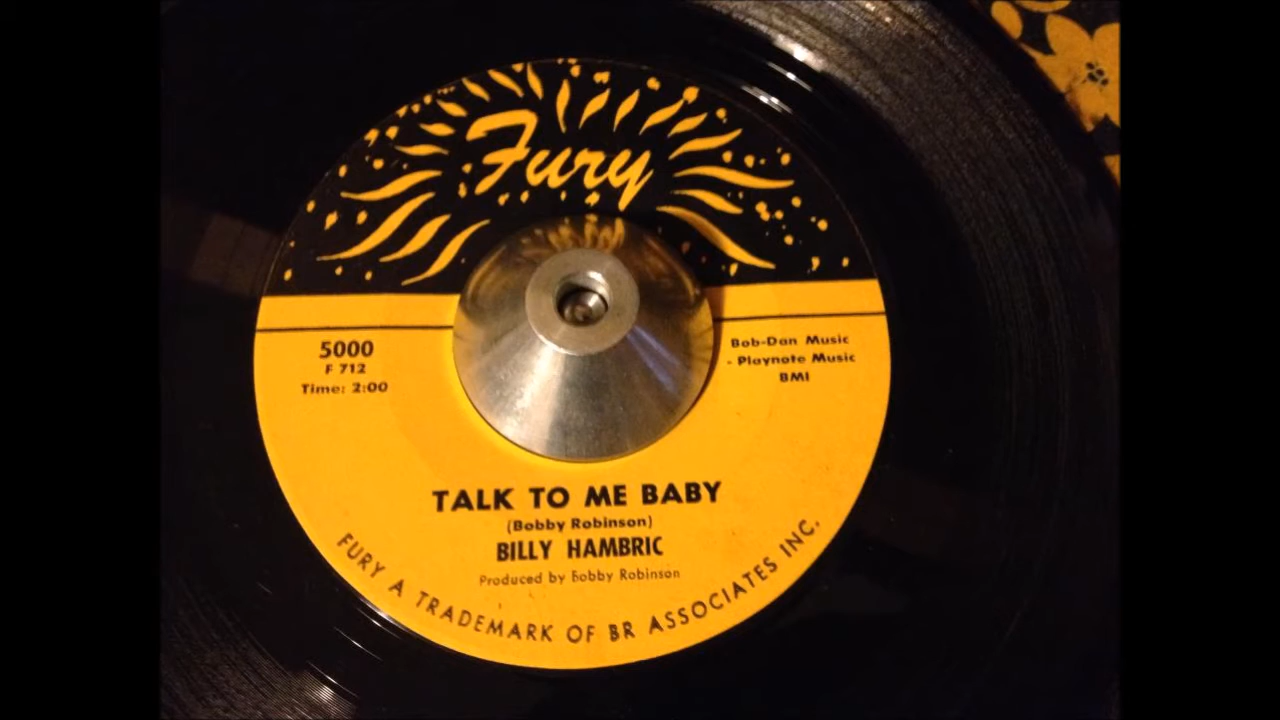 Fury
5000
F 712
Time: 2:00
Bob-Dan Music
- Playnote Music
BMI
TALK TO ME BABY
(Bobby Robinson)
BILLY HAMBRIC
Produced by Bobby Robinson
FURY A TRADEMARK OF BR ASSOCIATES INC.